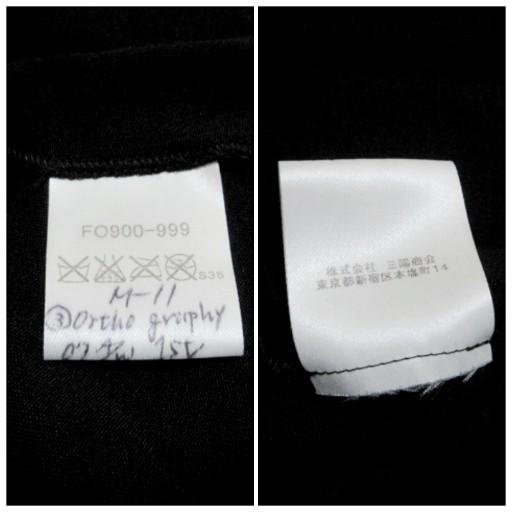 FO900-999
S35
M-11
③Ortho graphy
07 AW 1st
株式会社 三陽商会
東京都新宿区本塩町14